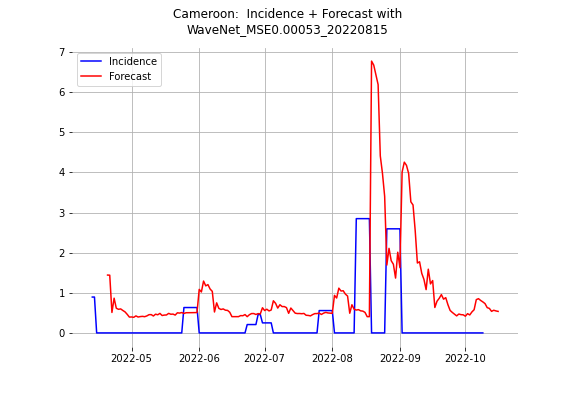 Cameroon:  Incidence + Forecast with
WaveNet_MSE0.00053_20220815
Incidence
Forecast
7
6
5
4
3
2
1
0
2022-05 2022-06 2022-07 2022-08 2022-09 2022-10